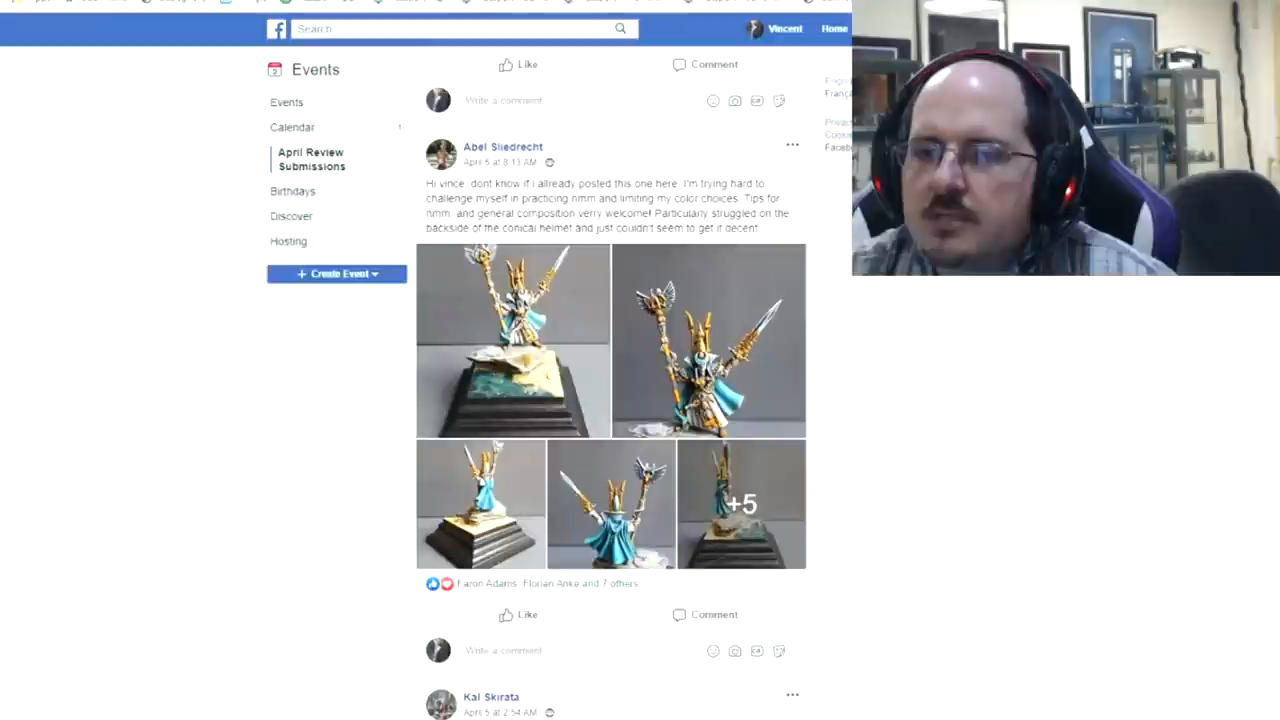 Search
Vincent
Home
Events
Like
Comment
Events
Write a comment
Calendar
1
April Review
Submissions
Abel Sliedrecht
April 5 at 8:13 AM
Birthdays
Hi vince, dont know if i allready posted this one here. I'm trying hard to
challenge myself in practicing nmm and limiting my color choices. Tips for
nmm, and general composition verry welcome! Particularly struggled on the
backside of the conical helmet and just couldn't seem to get it decent
Discover
Hosting
+ Create Event
+5
Faron Adams, Florian Anke and 7 others
Like
Comment
Write a comment
Kal Skirata
April 5 at 2:54 AM